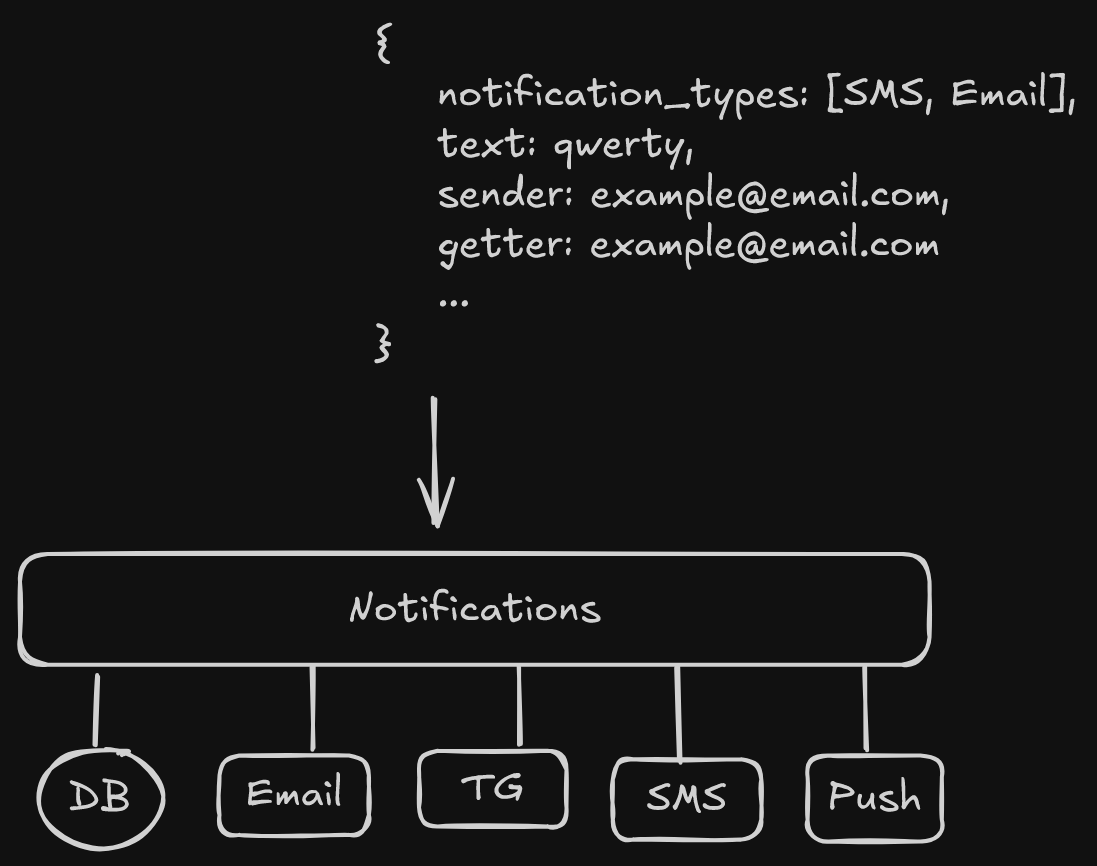 {
notification_types: [SMS, Email],
text: qwerty,
sender: example@email.com,
getter: example@email.com
...
}
Notifications
DB
Email
TG
SMS
Push